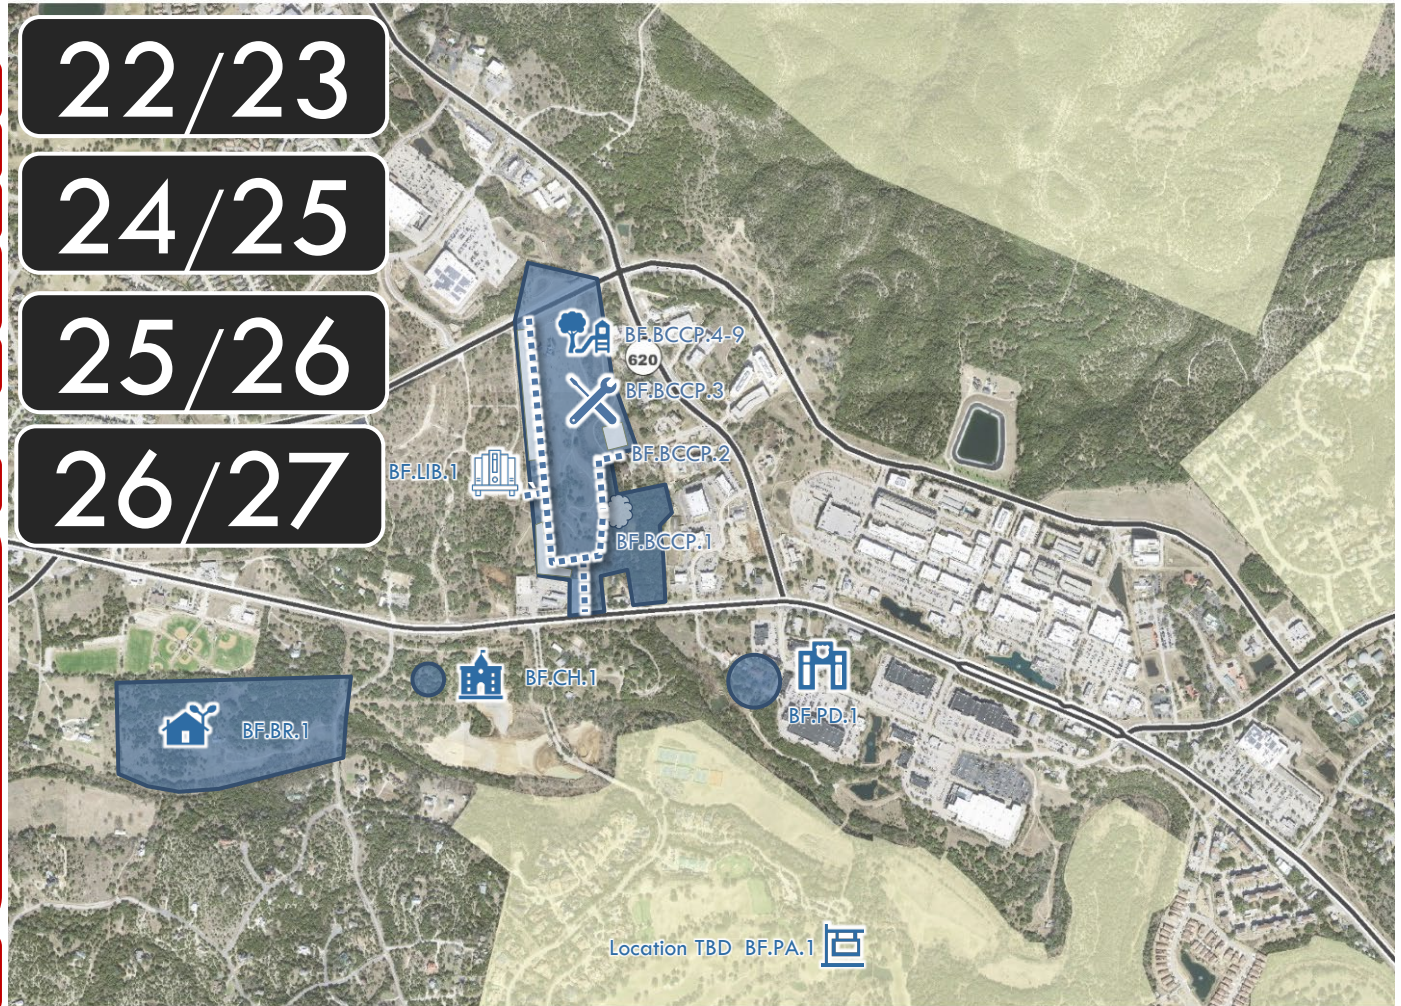 22/23
24/25
25/26
26/27
BF.BCCP.4-9
620
BF.BCCP.3
BF.BCCP.2
BF.LIB.1
BF.BCCP.1
BF.CH.1
BF.PD.1
BF.BR.1
Location TBD BF.PA.1